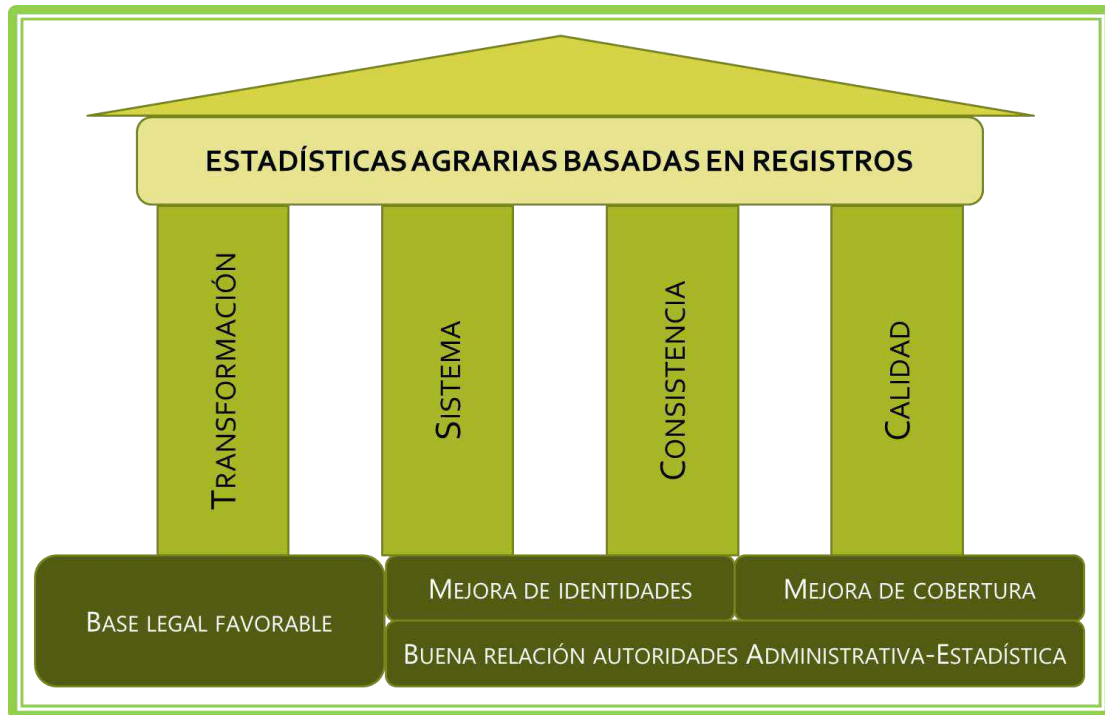 ESTADÍSTICAS AGRARIAS BASADAS EN REGISTROS
TRANSFORMACIÓN
SISTEMA
CONSISTENCIA
CALIDAD
BASE LEGAL FAVORABLE
MEJORA DE IDENTIDADES
MEJORA DE COBERTURA
BUENA RELACIÓN AUTORIDADES ADMINISTRATIVA-ESTADÍSTICA